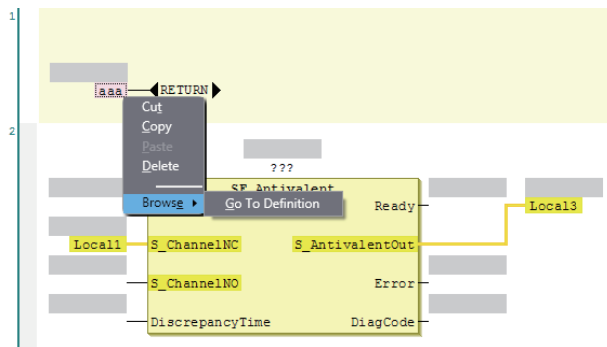 1
aaa RETURN
Cut
Copy
Paste
Delete
Browse
Go To Definition
2
???
SF_Antivalent
Ready
Local3
Local1
S_ChannelNC
S_AntivalentOut
S_ChannelNO
Error
DiscrepancyTime
DiagCode